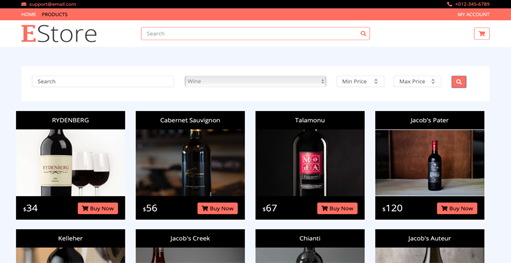 support@email.com +012-345-6789
HOME PRODUCTS MY ACCOUNT
EStore Search
Search Wine Min Price Max Price
RYDENBERG Cabernet Sauvignon Talamonu Jacob's Pater
RYDENBERG
$34 Buy Now $56 Buy Now $67 Buy Now $120 Buy Now
Kelleher Jacob's Creek Chianti Jacob's Auteur